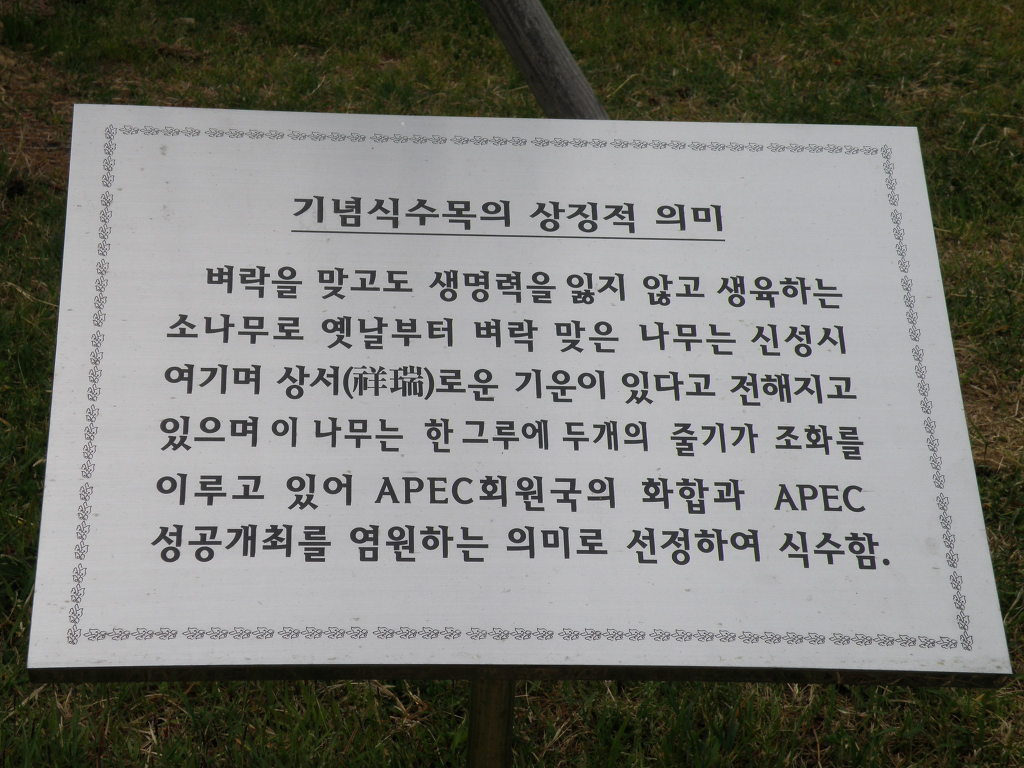 기념식수목의 상징적 의미
벼락을 맞고도 생명력을 잃지 않고 생육하는
소나무로 옛날부터 벼락 맞은 나무는 신성시
여기며 상서(祥瑞)로운 기운이 있다고 전해지고
있으며 이 나무는 한그루에 두개의 줄기가 조화를
이루고 있어 APEC회원국의 화합과 APEC
성공개최를 염원하는 의미로 선정하여 식수함.